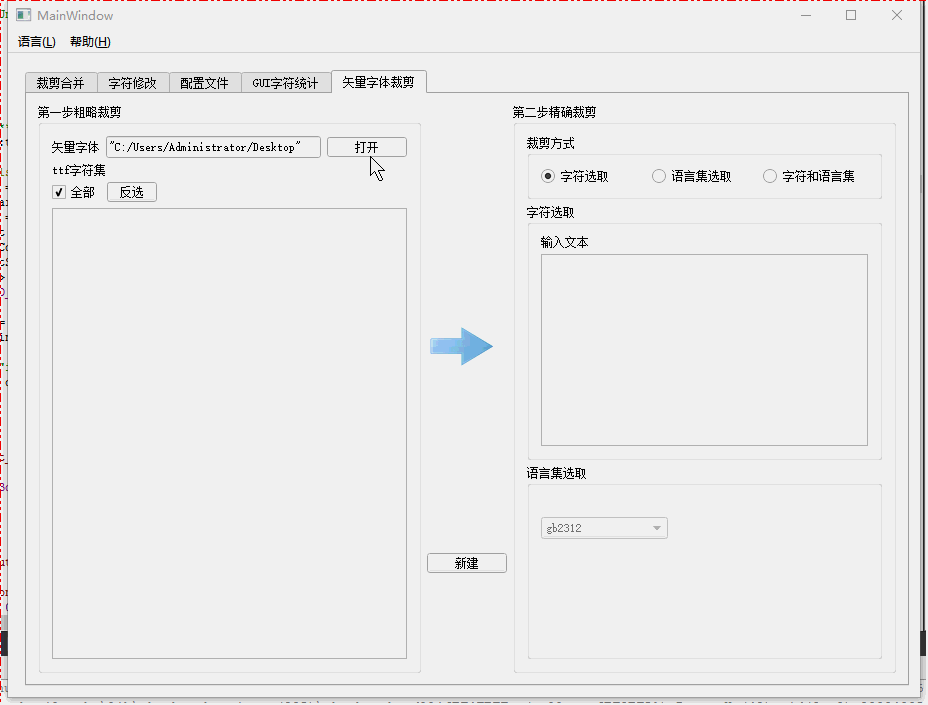 MainWindow
语言(L) 帮助(H)
裁剪合并 字符修改 配置文件 GUI字符统计 矢量字体裁剪
第一步粗略裁剪
矢量字体 "C:/Users/Administrator/Desktop" 打开
ttf字符集
全部 反选
新建
第二步精确裁剪
裁剪方式
字符选取 语言集选取 字符和语言集
字符选取
输入文本
语言集选取
gb2312